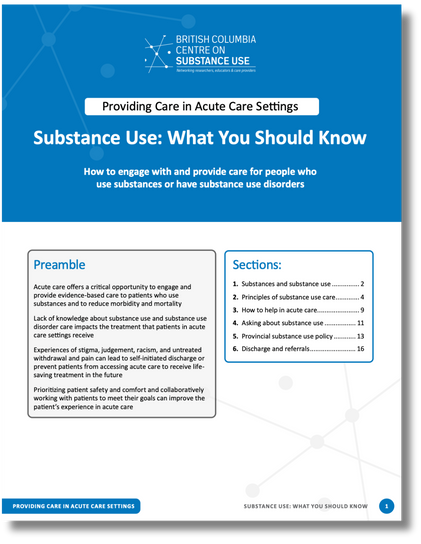 BRITISH COLUMBIA
CENTRE ON
SUBSTANCE USE
Networking researchers, educators & care providers
Providing Care in Acute Care Settings
Substance Use: What You Should Know
How to engage with and provide care for people who
use substances or have substance use disorders
Preamble
Acute care offers a critical opportunity to engage and
provide evidence-based care to patients who use
substances and to reduce morbidity and mortality
Lack of knowledge about substance use and substance use
disorder care impacts the treatment that patients in acute
care settings receive
Experiences of stigma, judgement, racism, and untreated
withdrawal and pain can lead to self-initiated discharge or
prevent patients from accessing acute care to receive life-
saving treatment in the future
Prioritizing patient safety and comfort and collaboratively
working with patients to meet their goals can improve the
patient's experience in acute care
Sections:
1. Substances and substance use ............... 2
2. Principles of substance use care............. 4
3. How to help in acute care...................... 9
4. Asking about substance use .................. 11
5. Provincial substance use policy ............. 13
6. Discharge and referrals.......................... 16
PROVIDING CARE IN ACUTE CARE SETTINGS
SUBSTANCE USE: WHAT YOU SHOULD KNOW 1